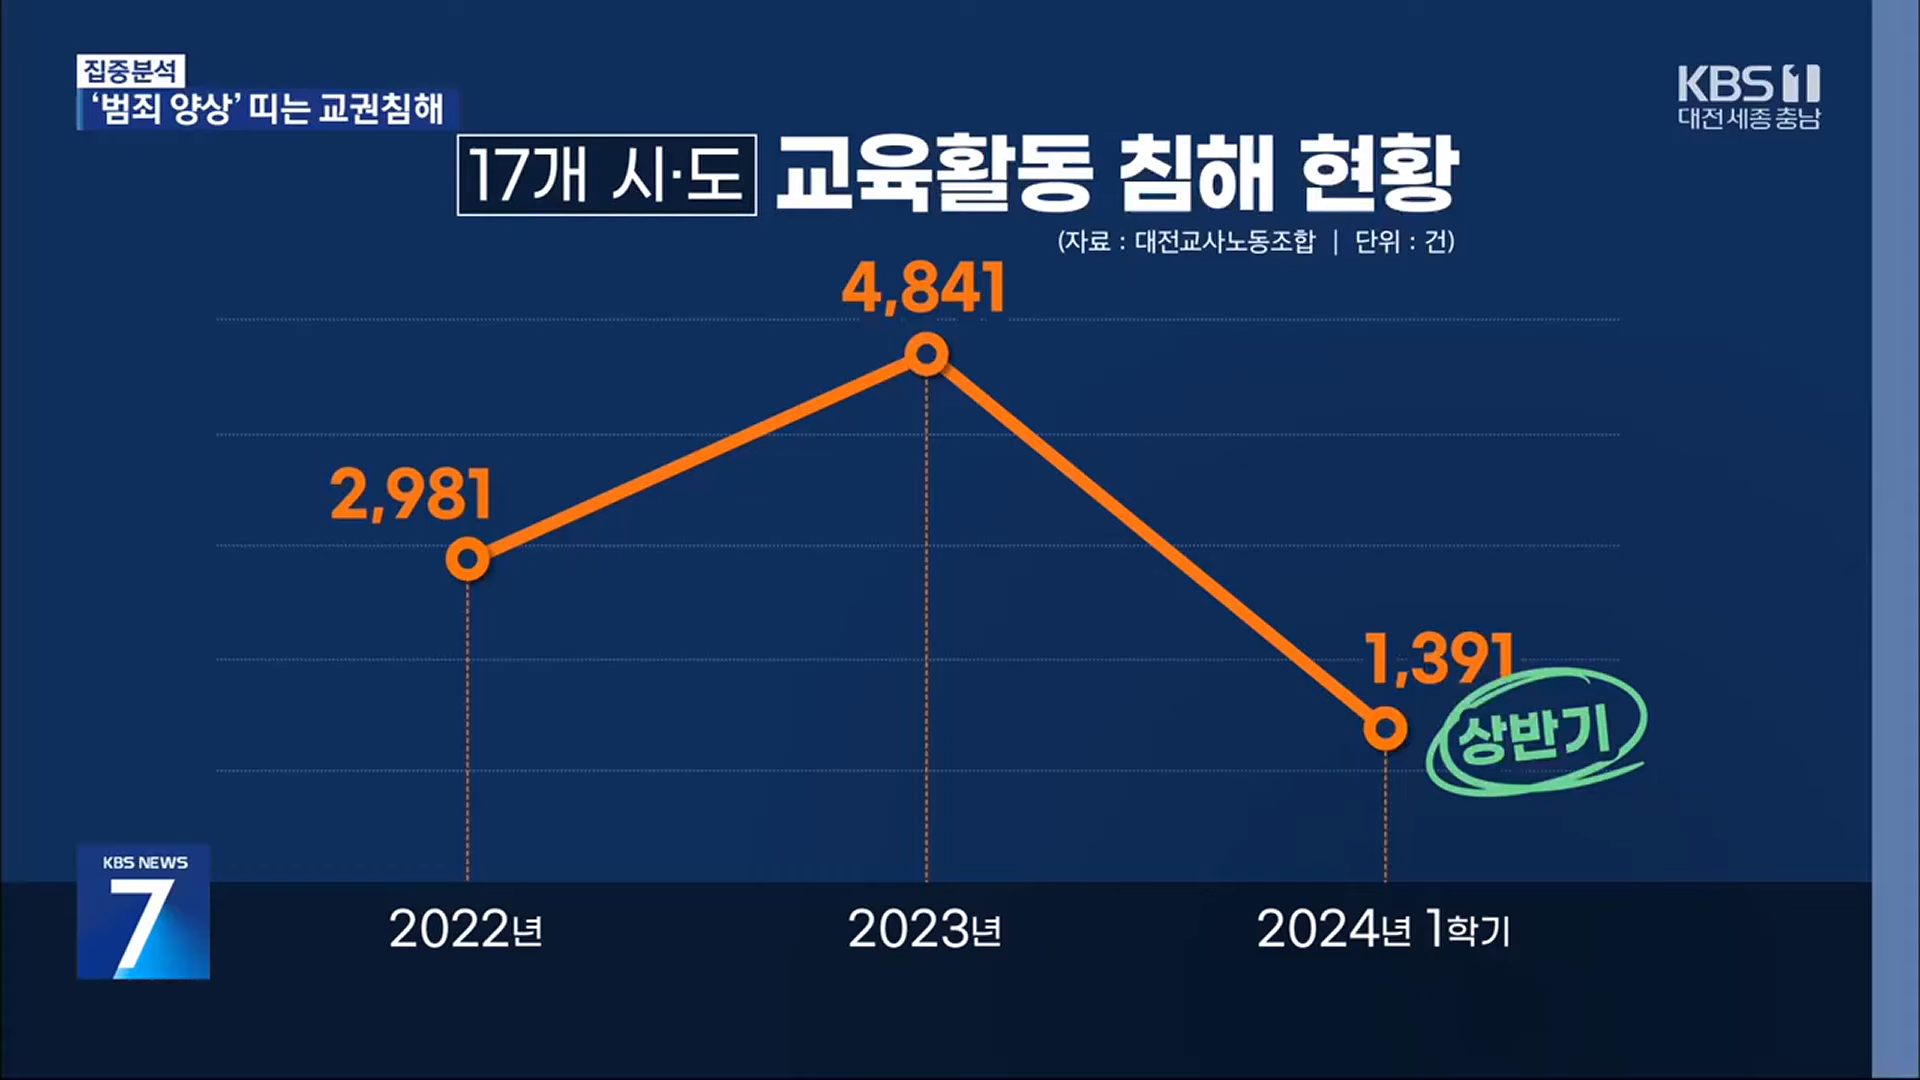 집중분석
‘범죄 양상’ 띠는 교권침해
KBS 1
대전 세종 충남
17개 시·도 교육활동 침해 현황
(자료 : 대전교사노동조합 | 단위 : 건)
4,841
2,981
1,391
상반기
KBS NEWS
7
2022년 2023년 2024년 1학기